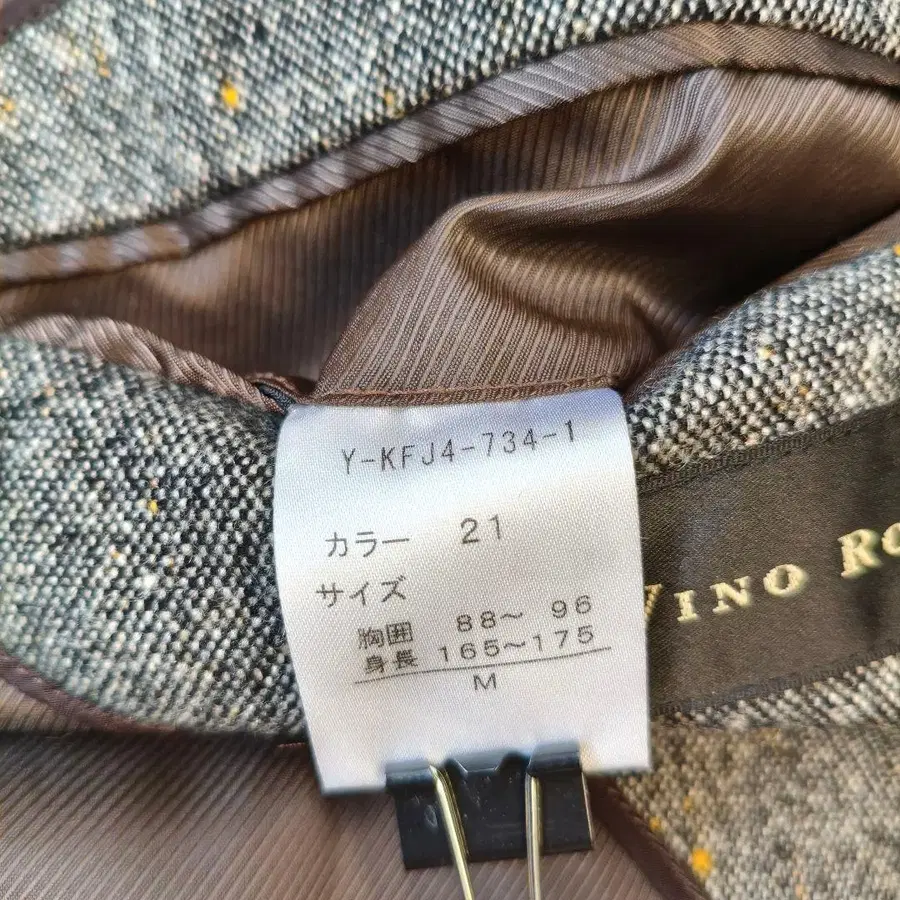 Y-KFJ4-734-1
カラー 21
サイズ
胸囲 88〜 96
身長 165〜175
M
VINO RO